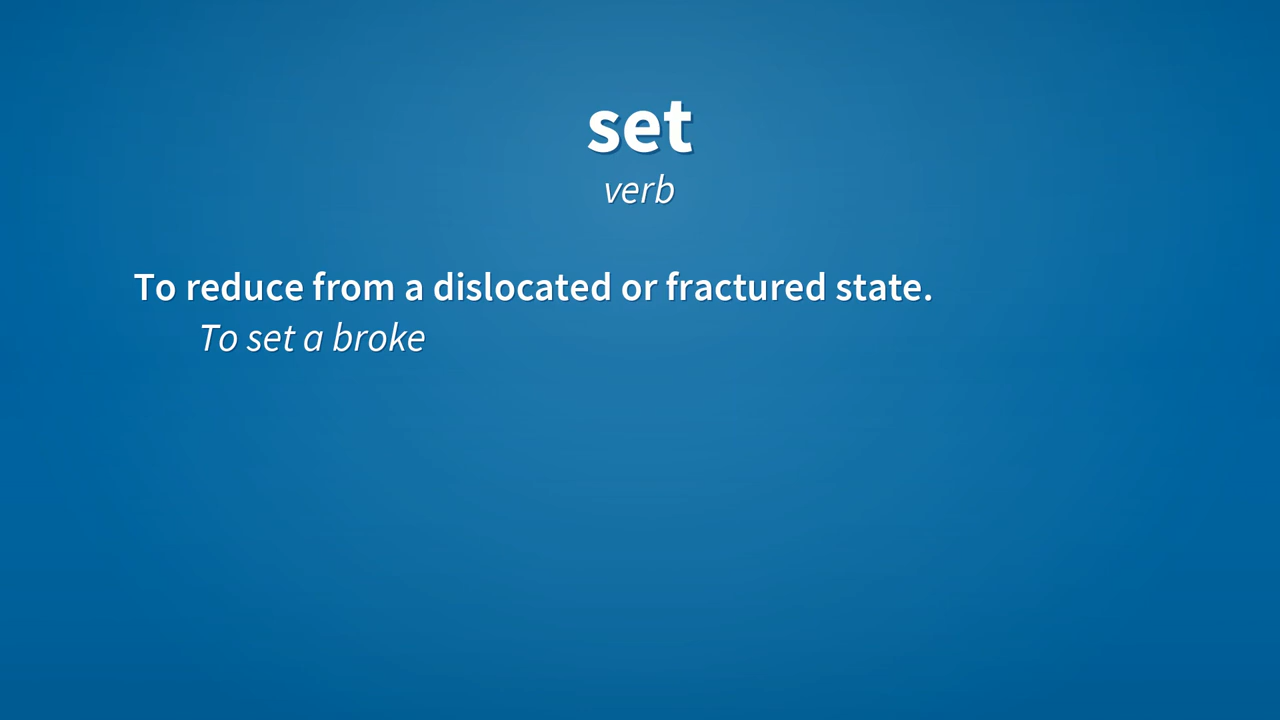 set
verb
To reduce from a dislocated or fractured state.
To set a broke